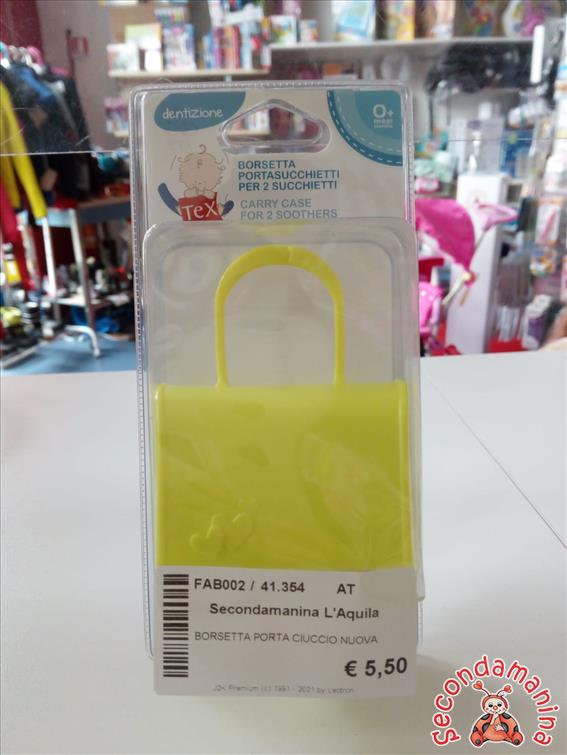 dentizione
0+
mesi
months
BORSETTA
PORTASUCCHIETTI
PER 2 SUCCHIETTI
CARRY CASE
FOR 2 SOOTHERS
TeX
FAB002 / 41.354 AT
Secondamanina L'Aquila
BORSETTA PORTA CIUCCIO NUOVA
€ 5,50
J2K Premium (c) 1991 - 2021 by Leotron
Secondamanina